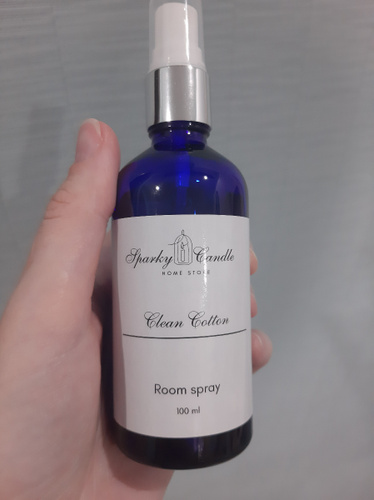 Sparky Candle
HOME STORE
Clean Cotton
Room spray
100 ml